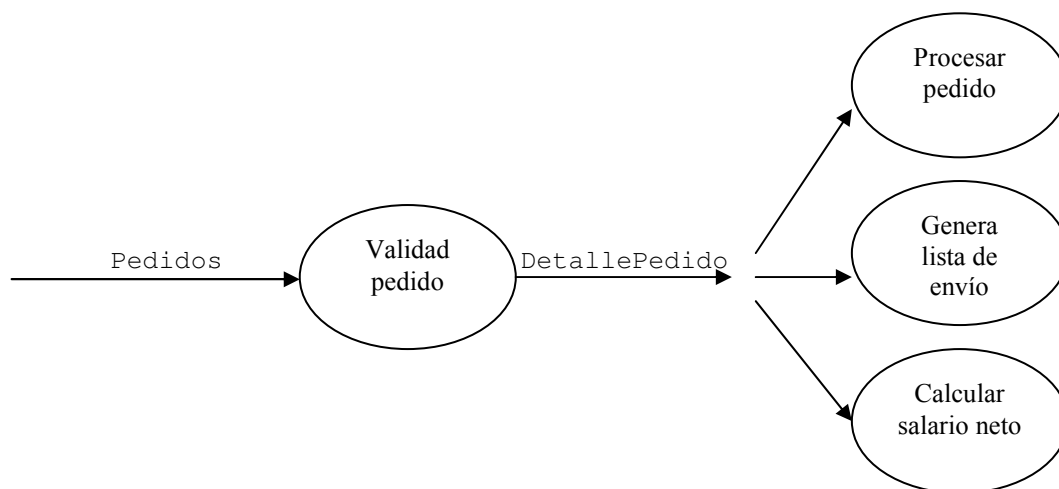 Procesar
pedido
Pedidos
Validad
pedido
DetallePedido
Genera
lista de
envío
Calcular
salario neto